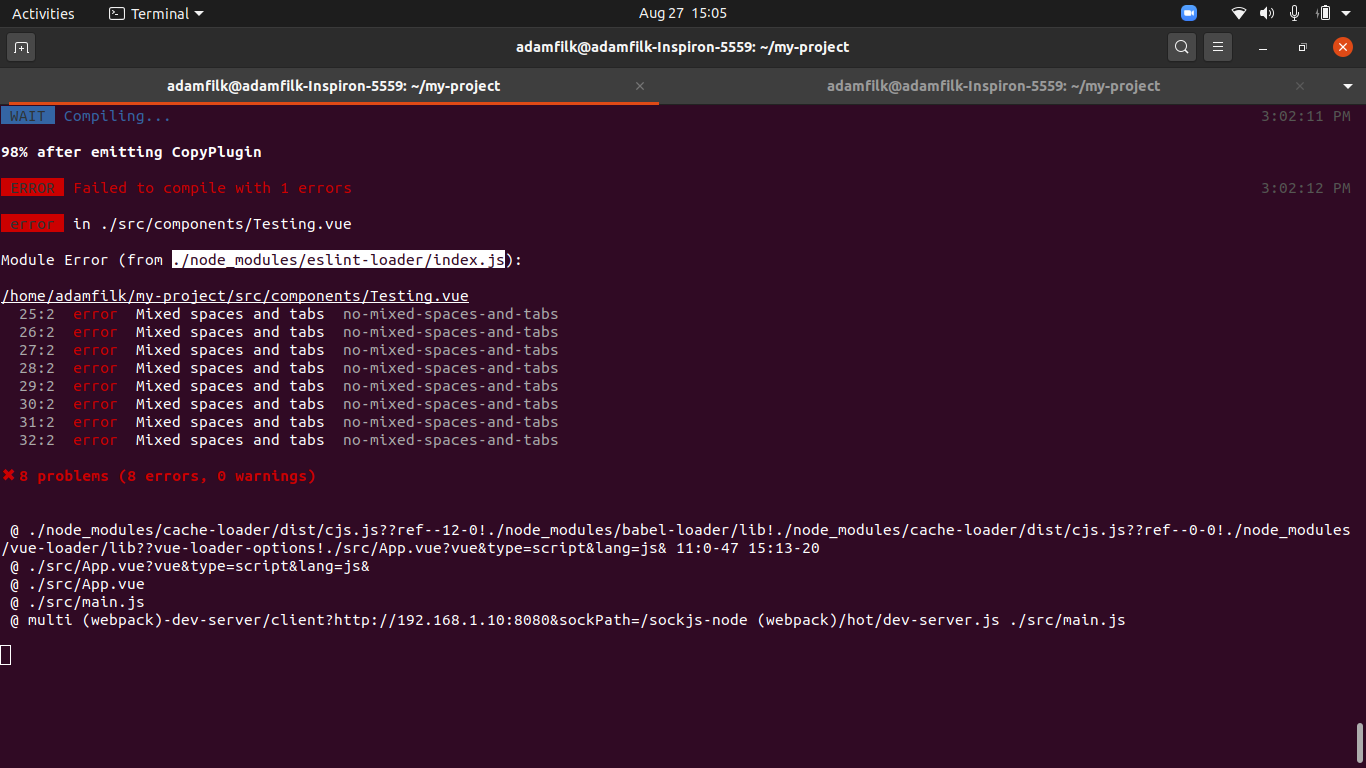 Activities Terminal Aug 27 15:05
adamfilk@adamfilk-Inspiron-5559: ~/my-project
adamfilk@adamfilk-Inspiron-5559: ~/my-project adamfilk@adamfilk-Inspiron-5559: ~/my-project
WAIT Compiling... 3:02:11 PM
98% after emitting CopyPlugin
ERROR Failed to compile with 1 errors 3:02:12 PM
error in ./src/components/Testing.vue
Module Error (from ./node_modules/eslint-loader/index.js):
/home/adamfilk/my-project/src/components/Testing.vue
25:2 error Mixed spaces and tabs no-mixed-spaces-and-tabs
26:2 error Mixed spaces and tabs no-mixed-spaces-and-tabs
27:2 error Mixed spaces and tabs no-mixed-spaces-and-tabs
28:2 error Mixed spaces and tabs no-mixed-spaces-and-tabs
29:2 error Mixed spaces and tabs no-mixed-spaces-and-tabs
30:2 error Mixed spaces and tabs no-mixed-spaces-and-tabs
31:2 error Mixed spaces and tabs no-mixed-spaces-and-tabs
32:2 error Mixed spaces and tabs no-mixed-spaces-and-tabs
✖ 8 problems (8 errors, 0 warnings)
@ ./node_modules/cache-loader/dist/cjs.js??ref--12-0!./node_modules/babel-loader/lib!./node_modules/cache-loader/dist/cjs.js??ref--0-0!./node_modules
/vue-loader/lib??vue-loader-options!./src/App.vue?vue&type=script&lang=js& 11:0-47 15:13-20
@ ./src/App.vue?vue&type=script&lang=js&
@ ./src/App.vue
@ ./src/main.js
@ multi (webpack)-dev-server/client?http://192.168.1.10:8080&sockPath=/sockjs-node (webpack)/hot/dev-server.js ./src/main.js